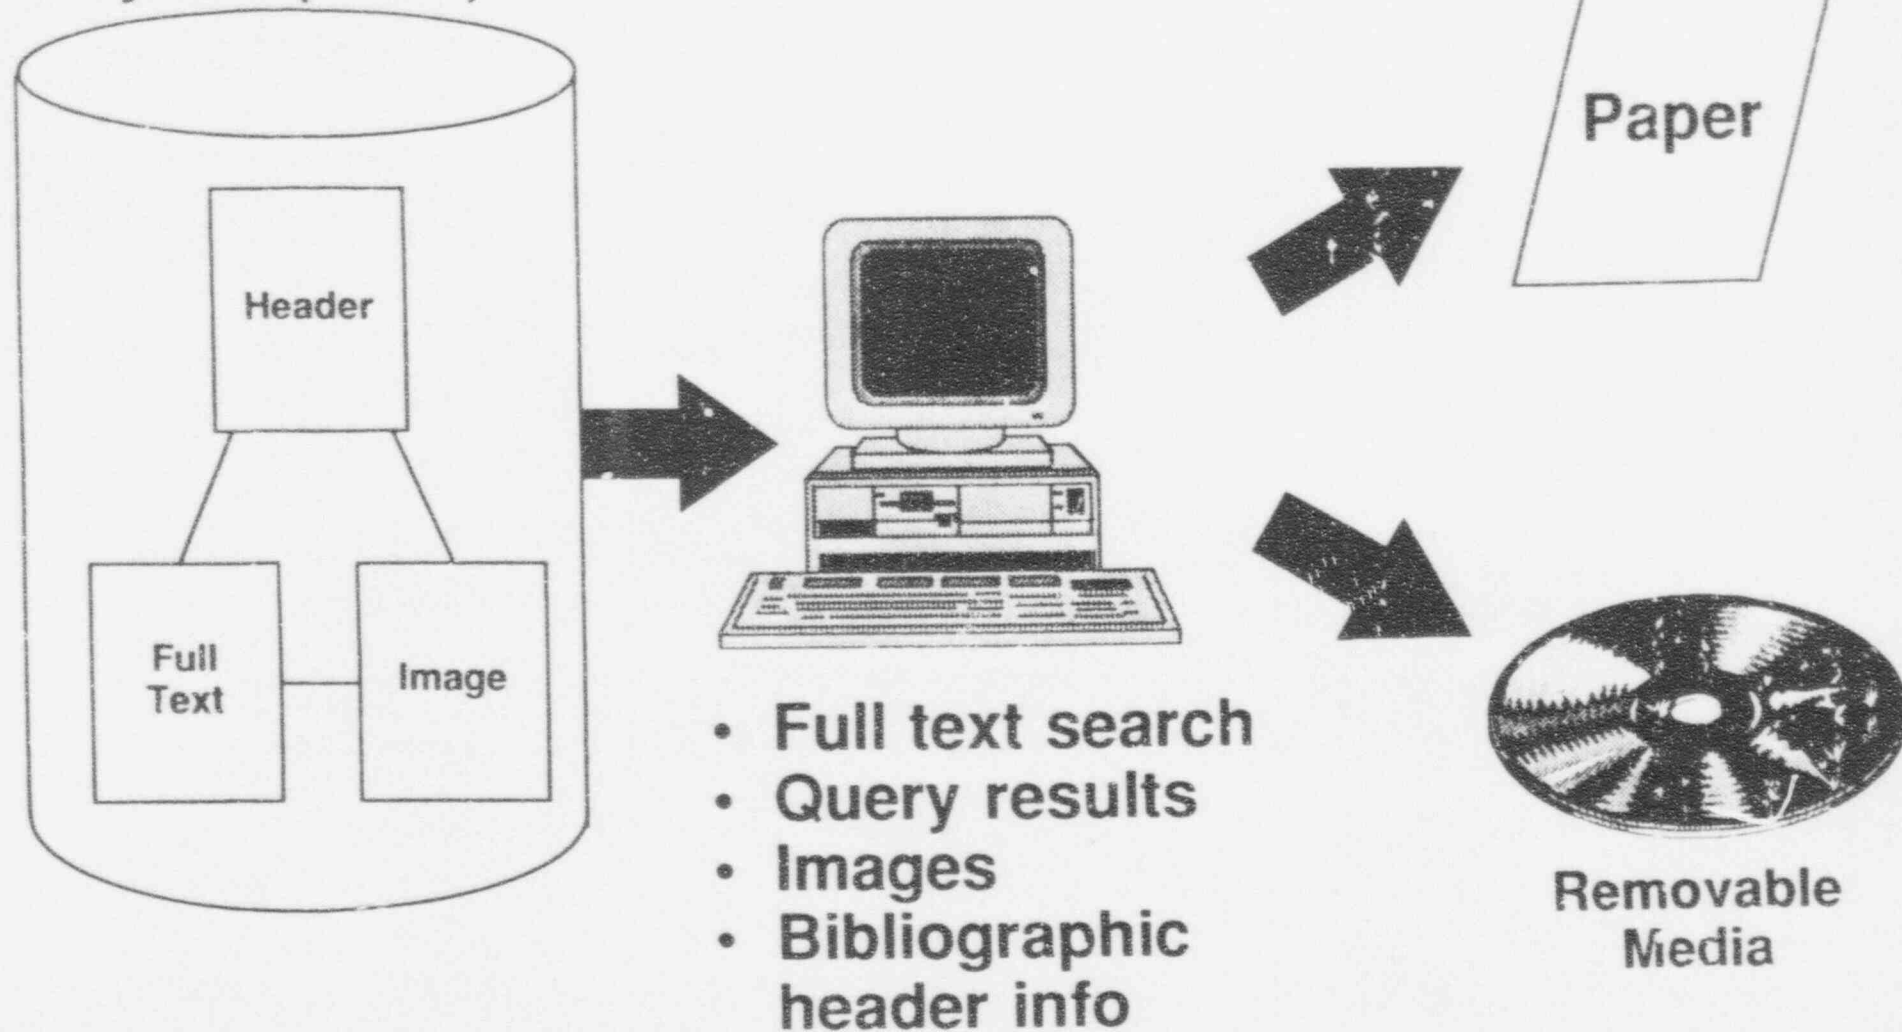 Header
Full
Text
Image
• Full text search
• Query results
• Images
• Bibliographic
header info
Paper
Removable
Media